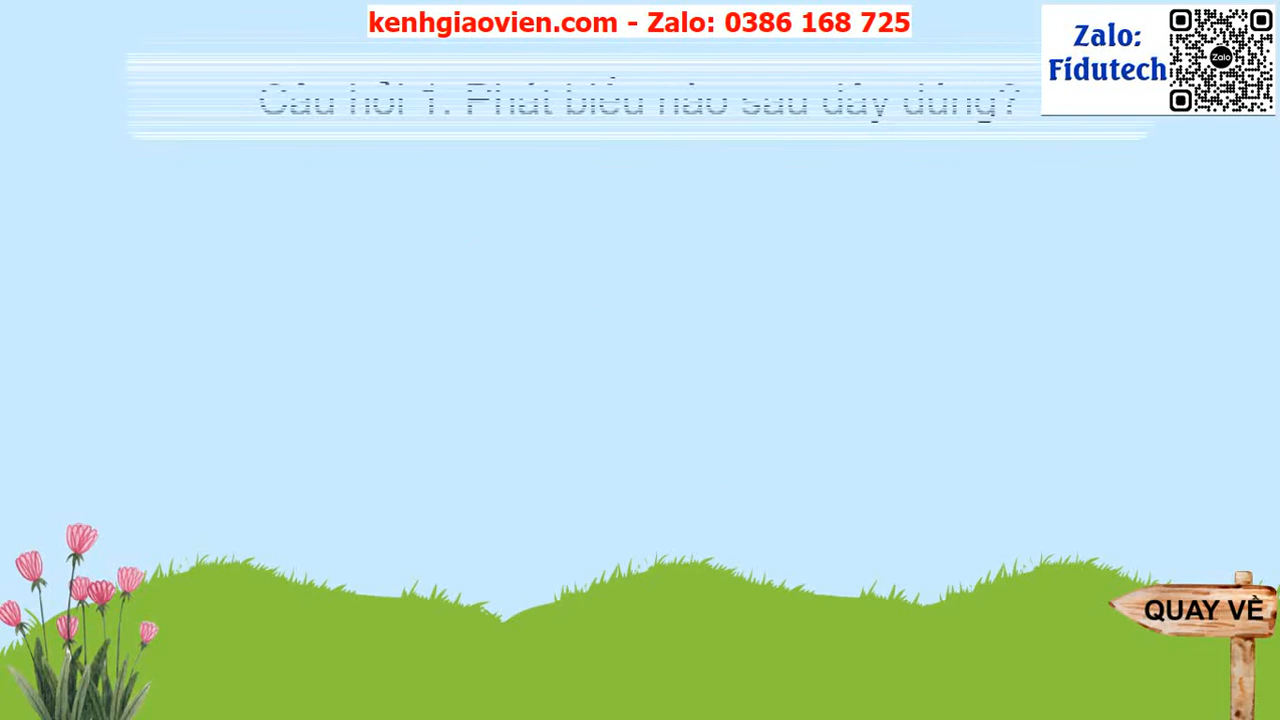 kenhgiaovien.com - Zalo: 0386 168 725
Zalo:
Fidutech
Zalo
Câu hỏi 1. Phát biểu nào sau đây đúng?
QUAY VỀ